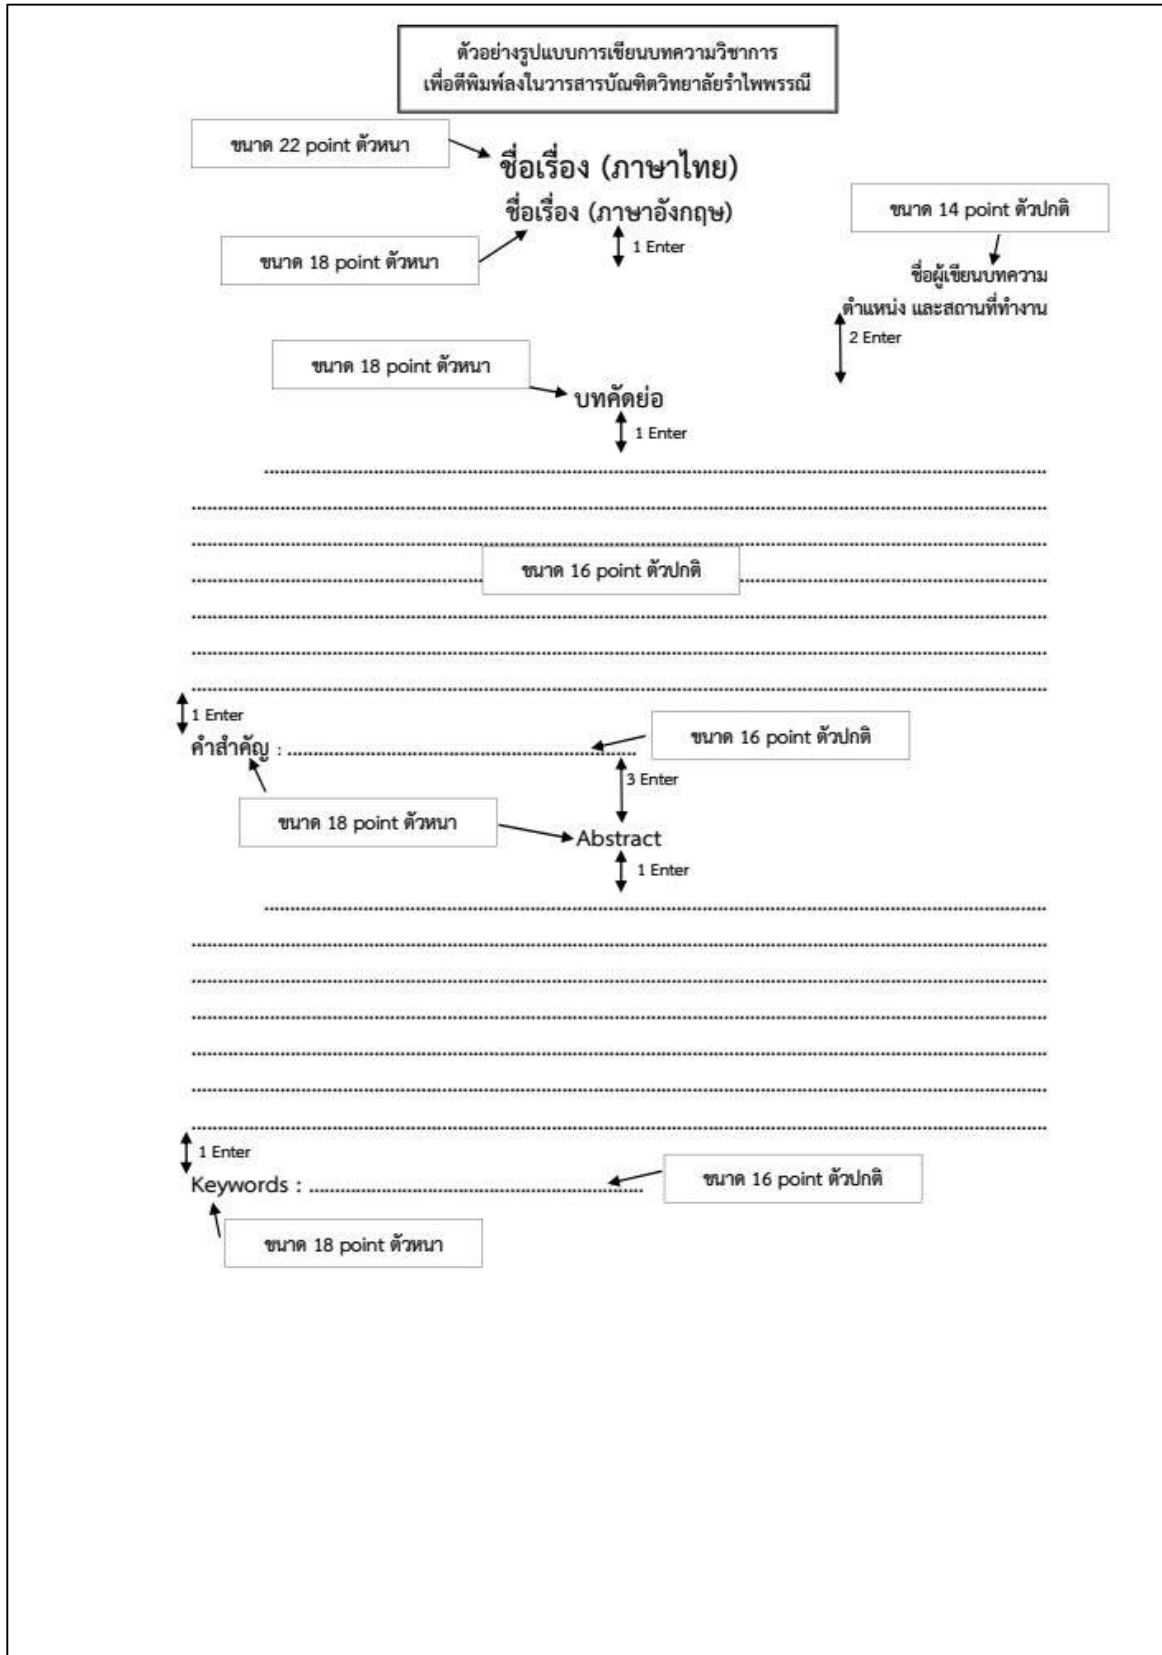 ตัวอย่างรูปแบบการเขียนบทความวิชาการ
เพื่อตีพิมพ์ลงในวารสารบัณฑิตวิทยาลัยรำไพพรรณี
ขนาด 22 point ตัวหนา
ชื่อเรื่อง (ภาษาไทย)
ชื่อเรื่อง (ภาษาอังกฤษ)
ขนาด 14 point ตัวปกติ
1 Enter
ขนาด 18 point ตัวหนา
ชื่อผู้เขียนบทความ
ตำแหน่ง และสถานที่ทำงาน
2 Enter
ขนาด 18 point ตัวหนา
บทคัดย่อ
1 Enter
ขนาด 16 point ตัวปกติ
1 Enter
คำสำคัญ : ..........................................................
ขนาด 16 point ตัวปกติ
3 Enter
ขนาด 18 point ตัวหนา
Abstract
1 Enter
1 Enter
Keywords : ..........................................................
ขนาด 16 point ตัวปกติ
ขนาด 18 point ตัวหนา